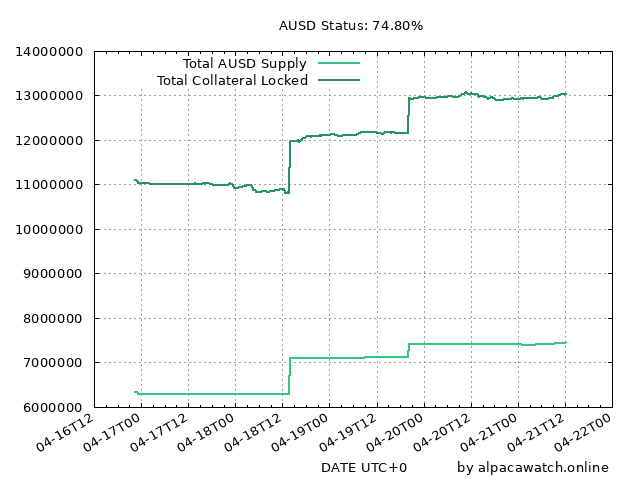 AUSD Status: 74.80%
Total AUSD Supply
Total Collateral Locked
14000000
13000000
12000000
11000000
10000000
9000000
8000000
7000000
6000000
04-16T12
04-17T00
04-17T12
04-18T00
04-18T12
04-19T00
04-19T12
04-20T00
04-20T12
04-21T00
04-21T12
04-22T00
DATE UTC+0
by alpacawatch.online